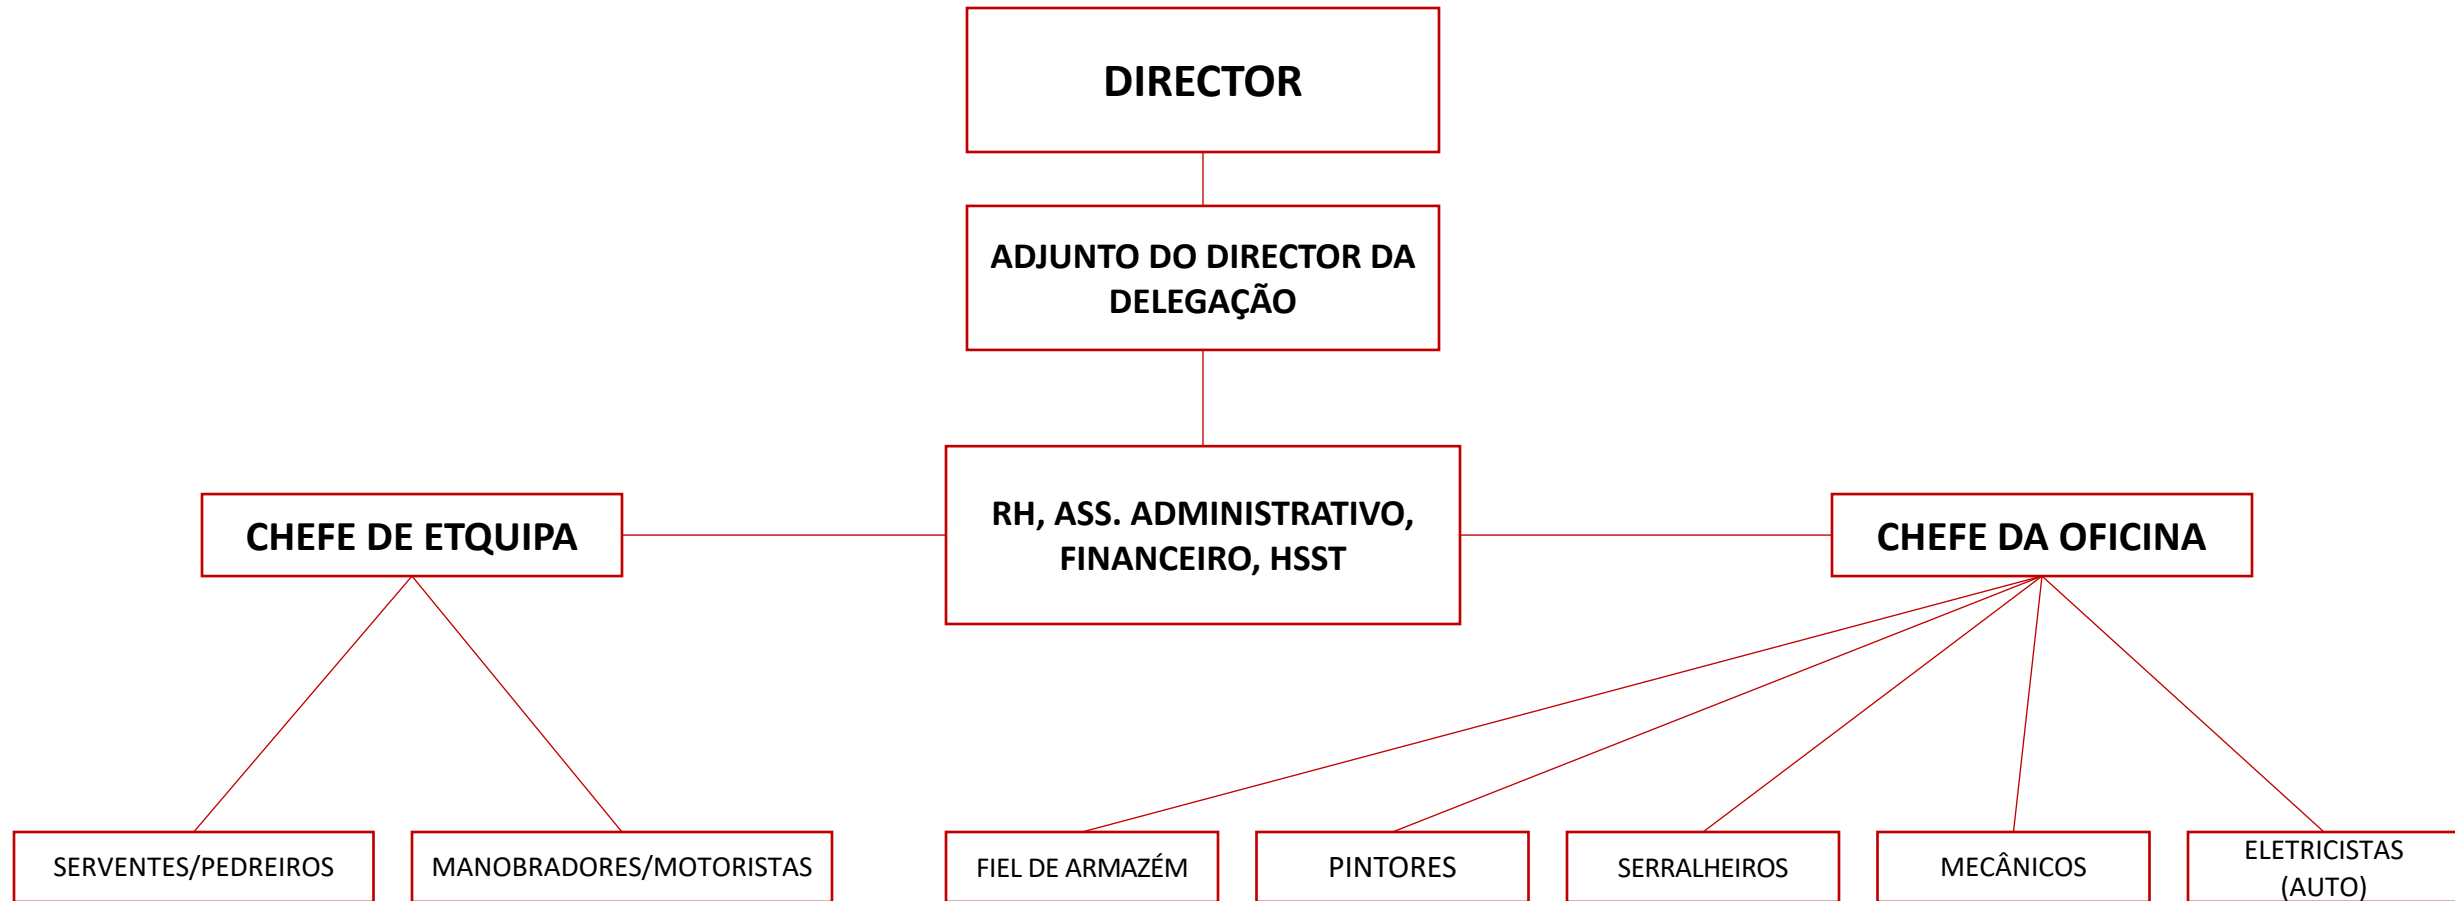 DIRECTOR
ADJUNTO DO DIRECTOR DA
DELEGAÇÃO
CHEFE DE ETQUIPA
RH, ASS. ADMINISTRATIVO,
FINANCEIRO, HSST
CHEFE DA OFICINA
SERVENTES/PEDREIROS
MANOBRADORES/MOTORISTAS
FIEL DE ARMAZÉM
PINTORES
SERRALHEIROS
MECÂNICOS
ELETRICISTAS
(AUTO)